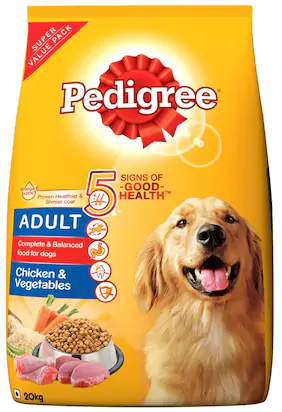 SUPER
VALUE PACK
Pedigree
Proven Healthier &
Shinier coat
5 SIGNS OF
-GOOD-
HEALTH™
ADULT
Complete & Balanced
food for dogs
Chicken &
Vegetables
20kg